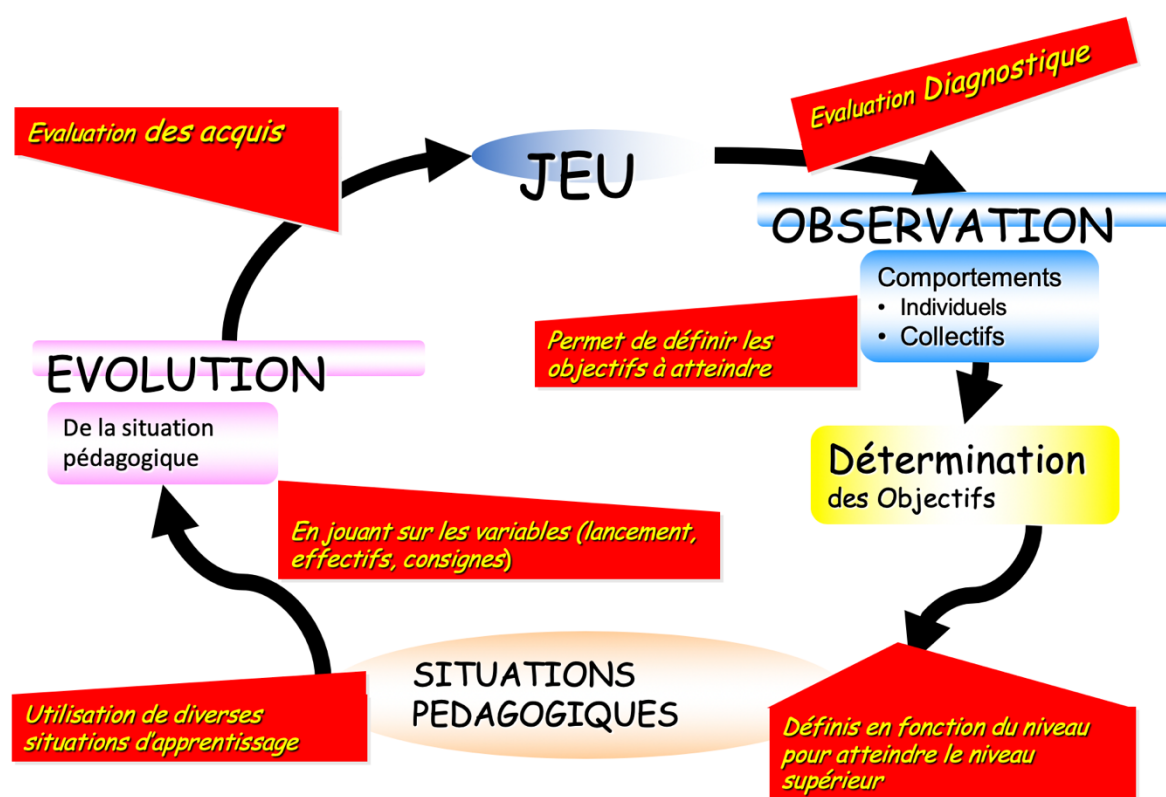 JEU
Evaluation Diagnostique
OBSERVATION
Comportements
• Individuels
• Collectifs
Permet de définir les
objectifs à atteindre
Détermination
des Objectifs
Définis en fonction du niveau
pour atteindre le niveau
supérieur
SITUATIONS
PEDAGOGIQUES
Utilisation de diverses
situations d'apprentissage
En jouant sur les variables (lancement,
effectifs, consignes)
EVOLUTION
De la situation
pédagogique
Evaluation des acquis